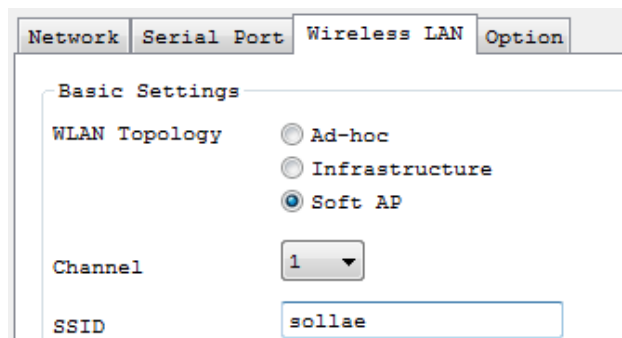 Network Serial Port Wireless LAN Option
Basic Settings
WLAN Topology Ad-hoc
Infrastructure
Soft AP
Channel 1
SSID sollae